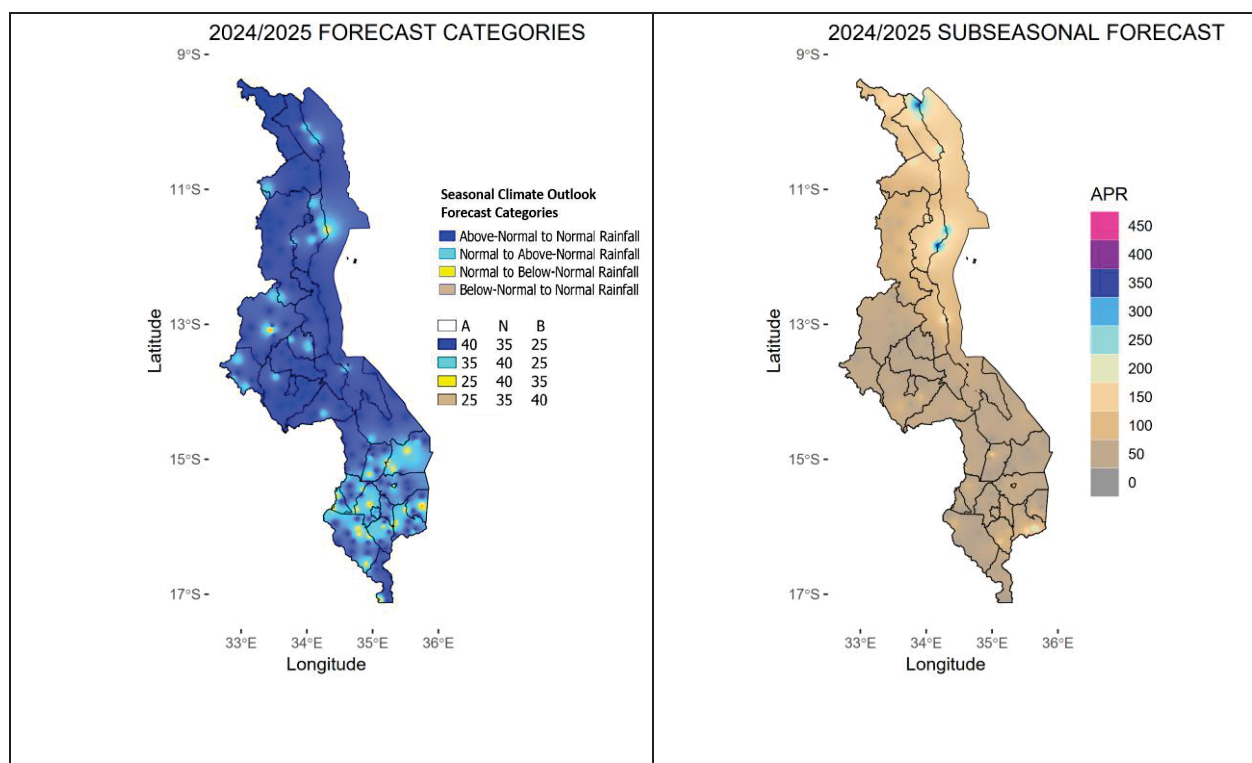 2024/2025 FORECAST CATEGORIES
9°S
11°S
13°S
15°S
17°S
Latitude
33°E 34°E 35°E 36°E
Longitude
Seasonal Climate Outlook
Forecast Categories
Above-Normal to Normal Rainfall
Normal to Above-Normal Rainfall
Normal to Below-Normal Rainfall
Below-Normal to Normal Rainfall
A N B
40 35 25
35 40 25
25 40 35
25 35 40
2024/2025 SUBSEASONAL FORECAST
9°S
11°S
13°S
15°S
17°S
Latitude
33°E 34°E 35°E 36°E
Longitude
APR
450
400
350
300
250
200
150
100
50
0